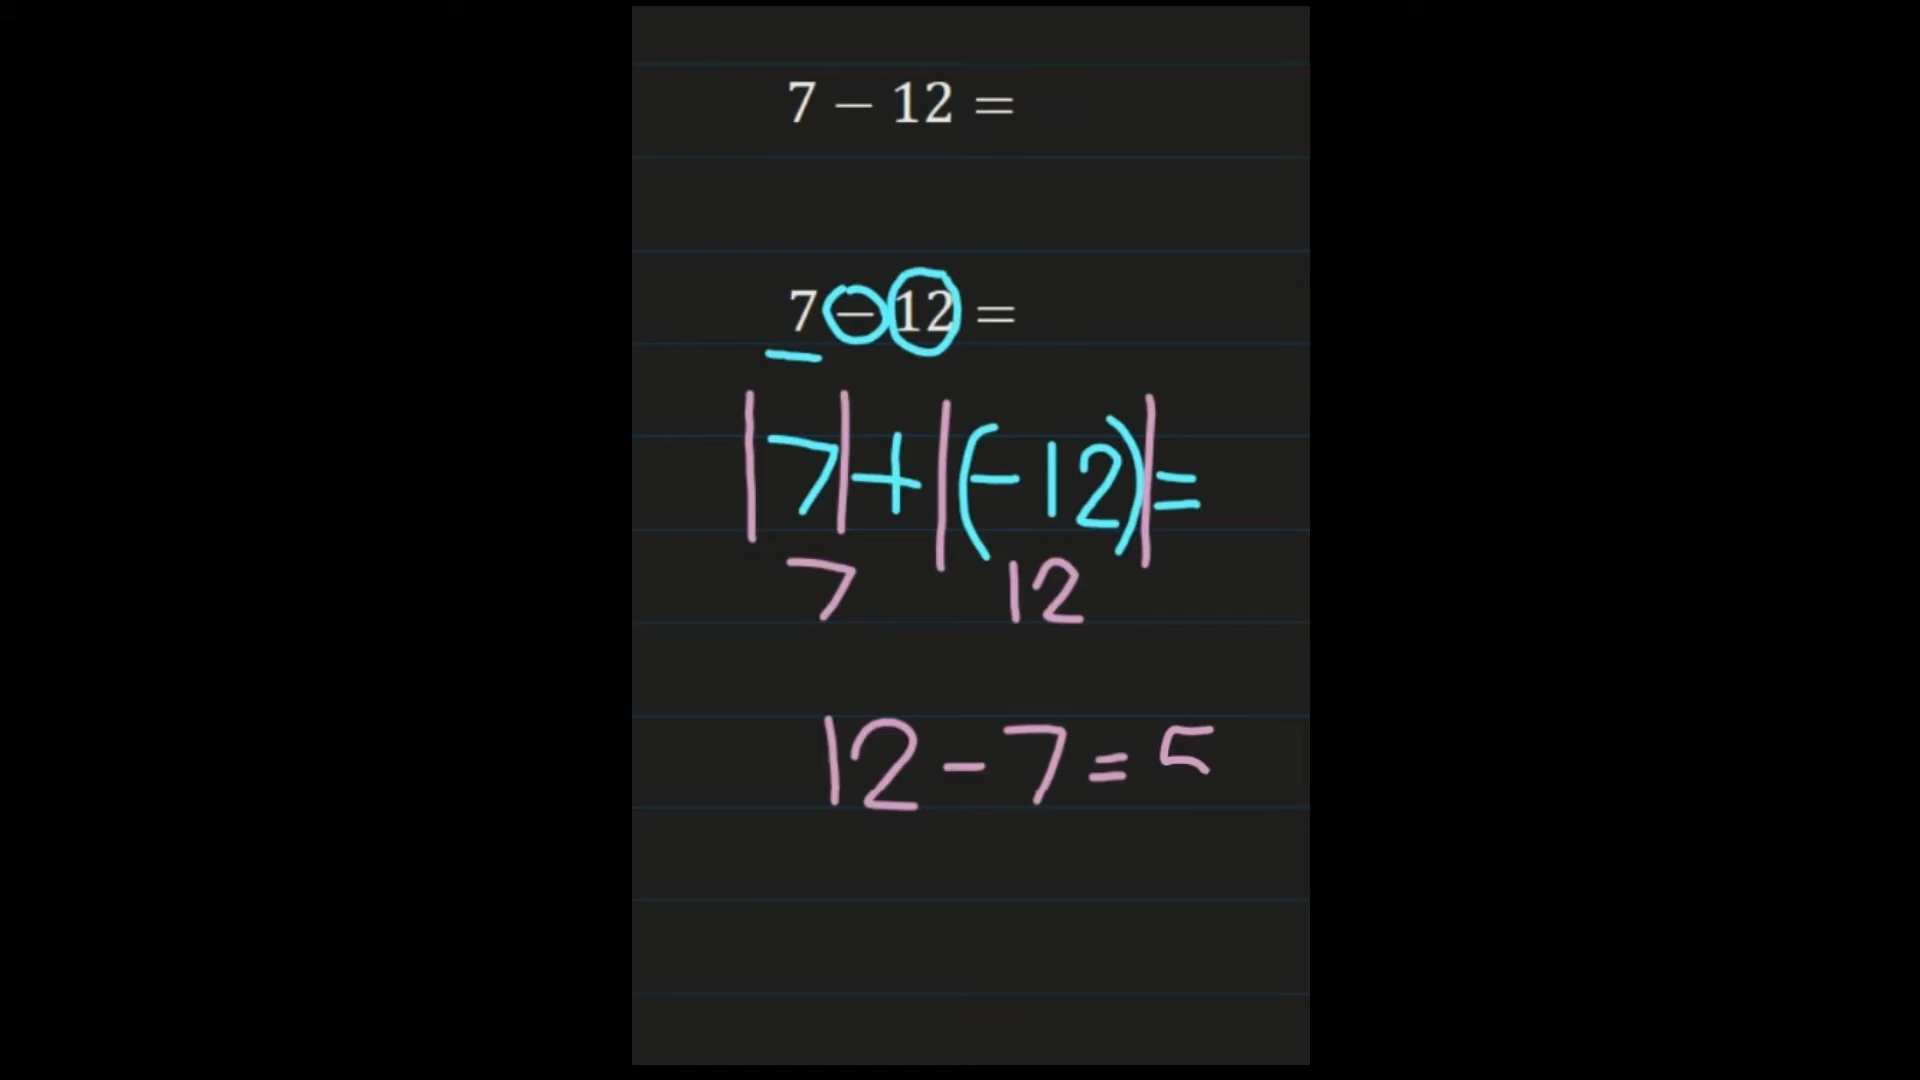 7 − 12 =
7 − 12 =
|7| + |(−12)| =
7 12
12 − 7 = 5